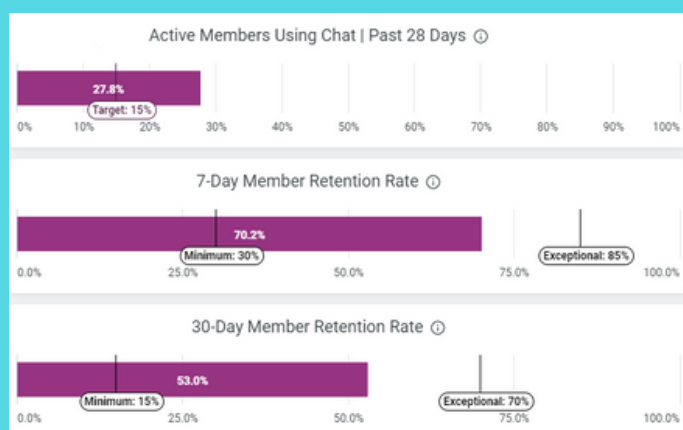 Active Members Using Chat | Past 28 Days
27.8%
Target: 15%
0% 10% 20% 30% 40% 50% 60% 70% 80% 90% 100%
7-Day Member Retention Rate
70.2%
Minimum: 30% Exceptional: 85%
0.0% 25.0% 50.0% 75.0% 100.0%
30-Day Member Retention Rate
53.0%
Minimum: 15% Exceptional: 70%
0.0% 25.0% 50.0% 75.0% 100.0%